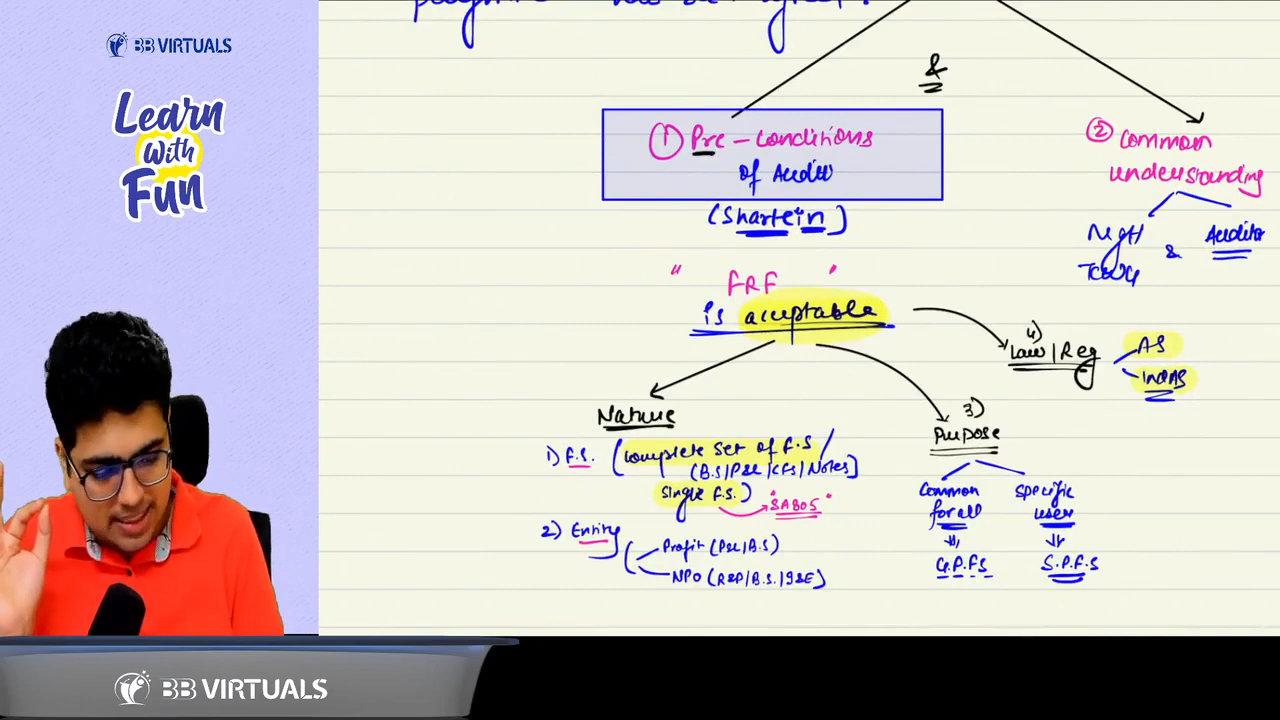 BB VIRTUALS
Learn
With
Fun
&
① Pre-Conditions
of Audit
(Shartein)
② Common
understanding
Mgmt
TCWG
&
Auditor
" FRF "
is acceptable
4)
Law | Reg
AS
IndAS
Nature
1) F.S. (Complete set of F.S /
(B.S | P&L | CFS | Notes)
Single F.S.)
"SA805"
2) Entity
Profit (P&L | B.S)
NPO (R&P | B.S. | I&E)
3)
Purpose
Common
for all
G.P.F.S
Specific
users
S.P.F.S
BB VIRTUALS